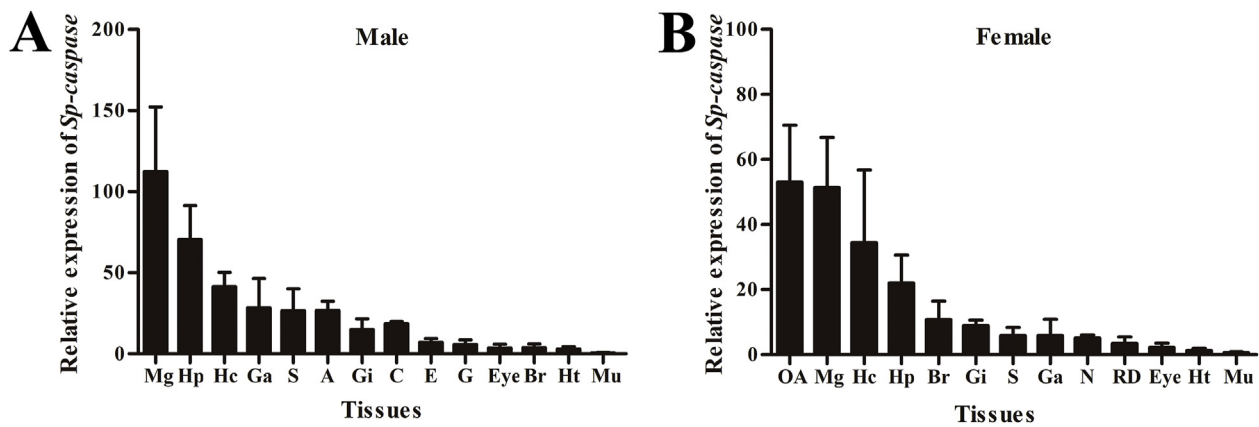 A
Male
Relative expression of Sp-caspase
200
150
100
50
0
Mg Hp Hc Ga S A Gi C E G Eye Br Ht Mu
Tissues
B
Female
Relative expression of Sp-caspase
100
80
60
40
20
0
OA Mg Hc Hp Br Gi S Ga N RD Eye Ht Mu
Tissues